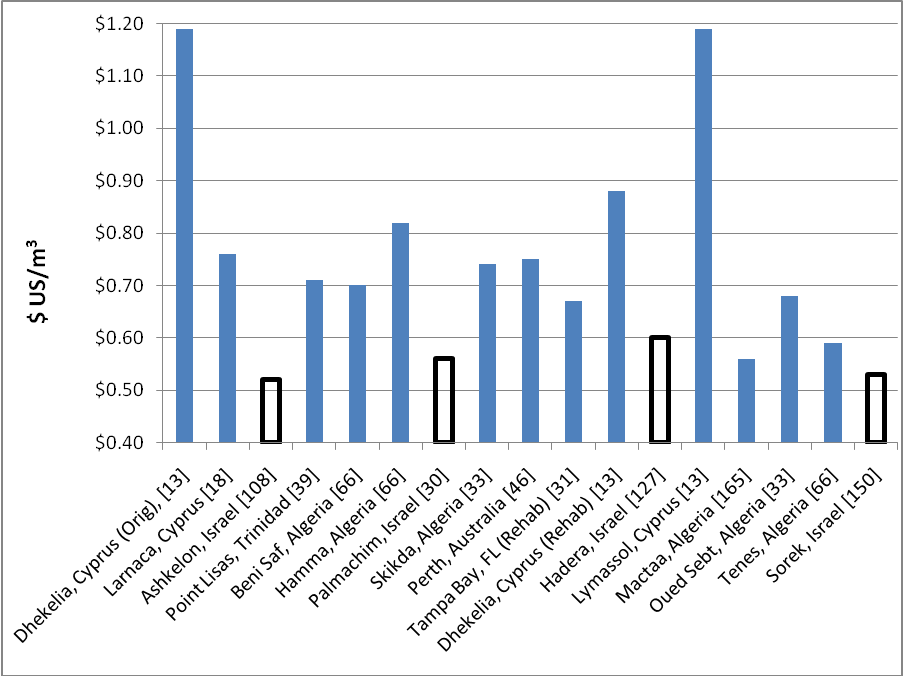 $1.20
$1.10
$1.00
$0.90
$0.80
$0.70
$0.60
$0.50
$0.40
$ US/m³
Dhekelia, Cyprus (Orig), [13]
Larnaca, Cyprus [18]
Ashkelon, Israel [108]
Point Lisas, Trinidad [39]
Beni Saf, Algeria [66]
Hamma, Algeria [66]
Palmachim, Israel [30]
Skikda, Algeria [33]
Perth, Australia [46]
Tampa Bay, FL (Rehab) [31]
Dhekelia, Cyprus (Rehab) [13]
Hadera, Israel [127]
Lymassol, Cyprus [13]
Mactaa, Algeria [165]
Oued Sebt, Algeria [33]
Tenes, Algeria [66]
Sorek, Israel [150]